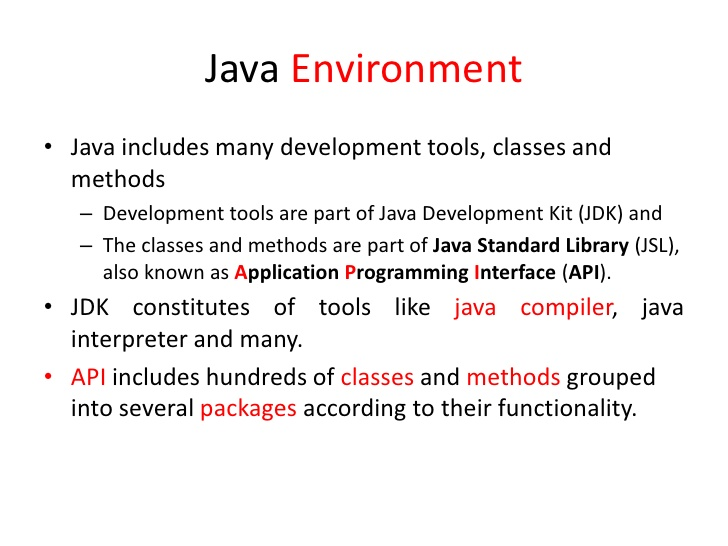 Java Environment
• Java includes many development tools, classes and
methods
– Development tools are part of Java Development Kit (JDK) and
– The classes and methods are part of Java Standard Library (JSL),
also known as Application Programming Interface (API).
• JDK constitutes of tools like java compiler, java
interpreter and many.
• API includes hundreds of classes and methods grouped
into several packages according to their functionality.